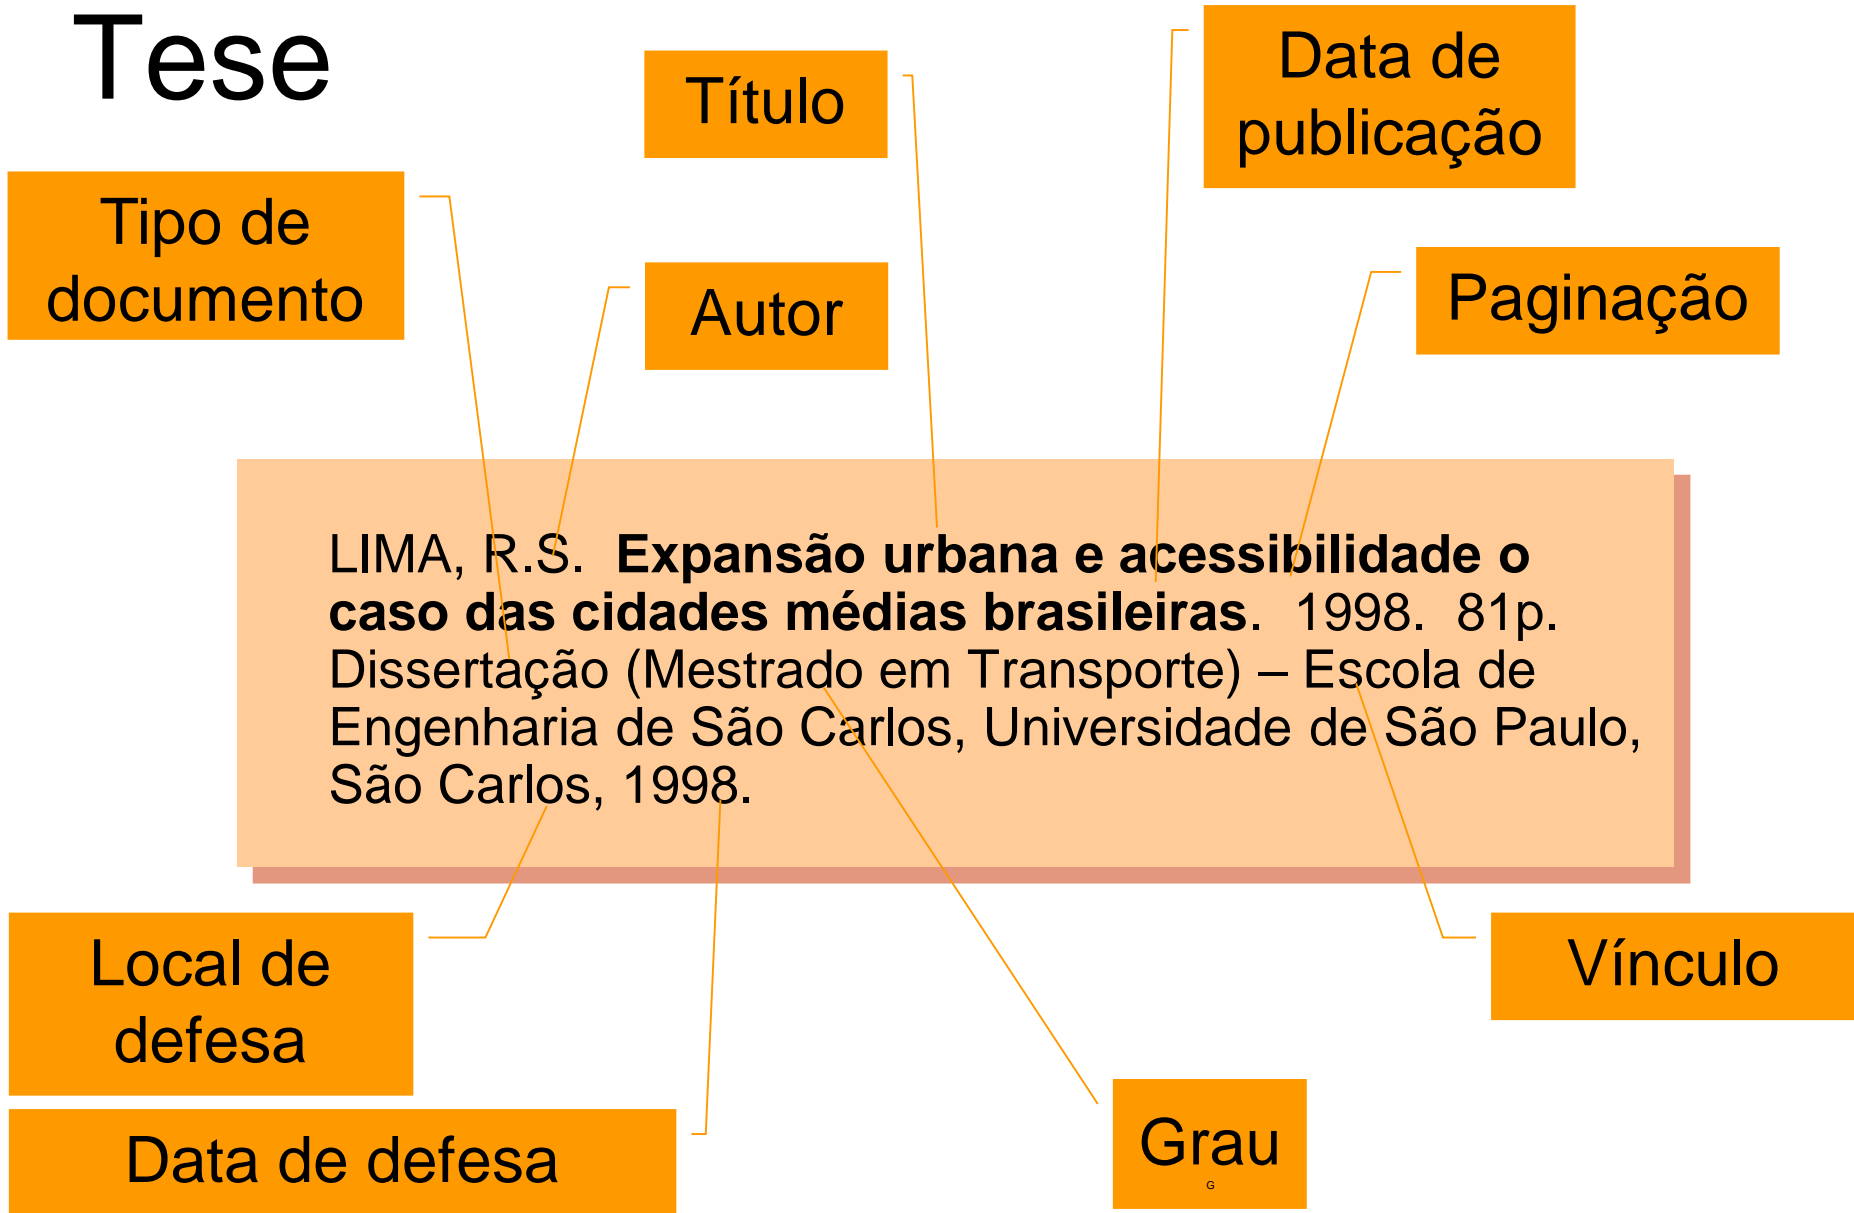 Tese
Título
Data de
publicação
Tipo de
documento
Autor
Paginação
LIMA, R.S. Expansão urbana e acessibilidade o
caso das cidades médias brasileiras. 1998. 81p.
Dissertação (Mestrado em Transporte) – Escola de
Engenharia de São Carlos, Universidade de São Paulo,
São Carlos, 1998.
Local de
defesa
Vínculo
Data de defesa
Grau
G